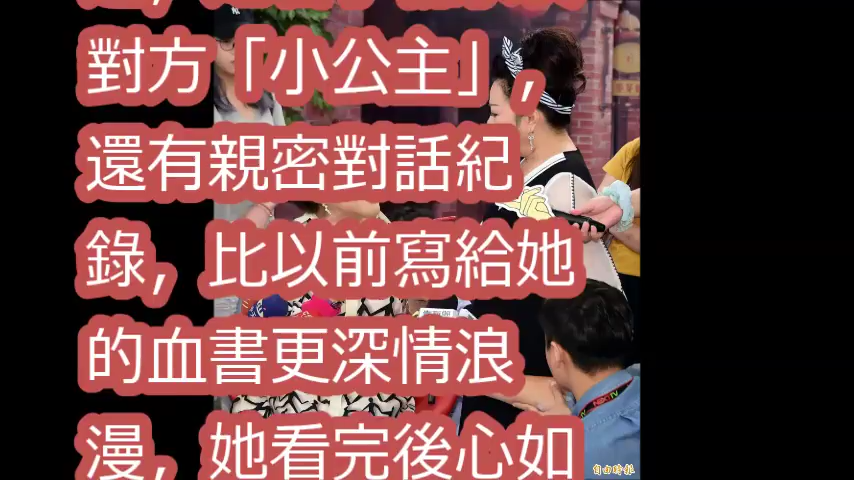 對方「小公主」,
還有親密對話紀
錄, 比以前寫給她
的血書更深情浪
漫, 她看完後心如
自由時報